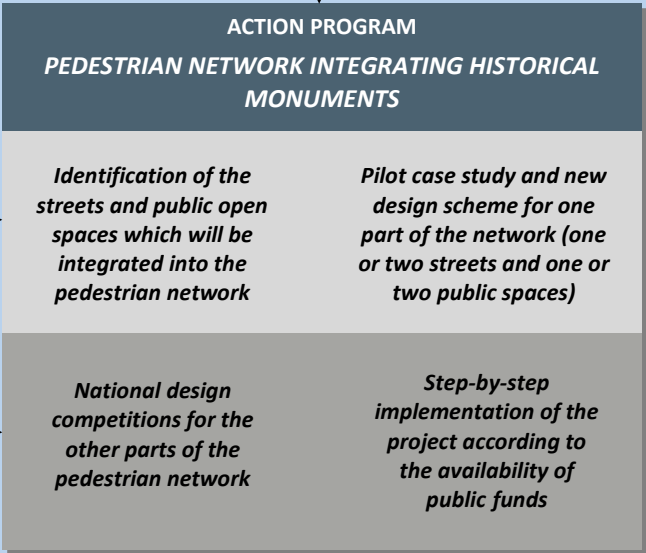 ACTION PROGRAM
PEDESTRIAN NETWORK INTEGRATING HISTORICAL
MONUMENTS
Identification of the
streets and public open
spaces which will be
integrated into the
pedestrian network
Pilot case study and new
design scheme for one
part of the network (one
or two streets and one or
two public spaces)
National design
competitions for the
other parts of the
pedestrian network
Step-by-step
implementation of the
project according to
the availability of
public funds